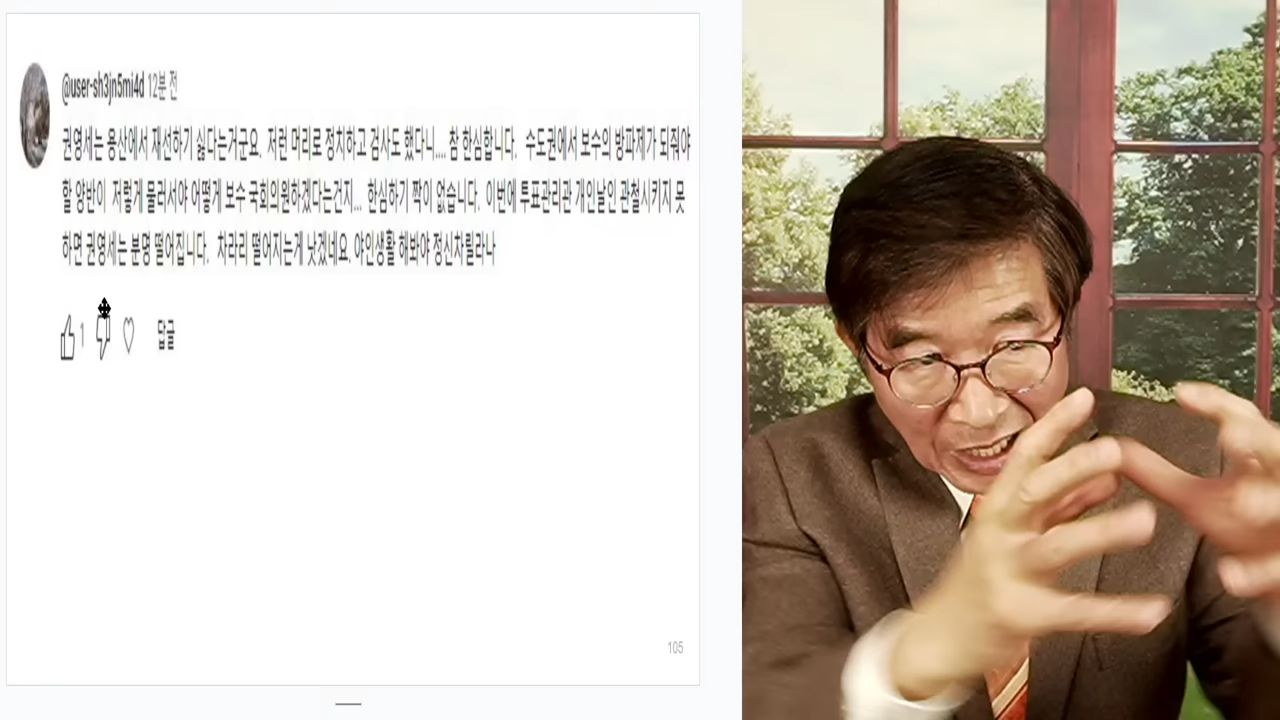 @user-sh3jn5mi4d 12분 전
권영세는 용산에서 재선하기 싫다는거군요. 저런 머리로 정치하고 검사도 했다니.... 참 한심합니다. 수도권에서 보수의 방파제가 되줘야
할 양반이 저렇게 물러서야 어떻게 보수 국회의원하겠다는건지... 한심하기 짝이 없습니다. 이번에 투표관리관 개인날인 관철시키지 못
하면 권영세는 분명 떨어집니다. 차라리 떨어지는게 낫겠네요. 야인생활 해봐야 정신차릴라나
1 답글
105